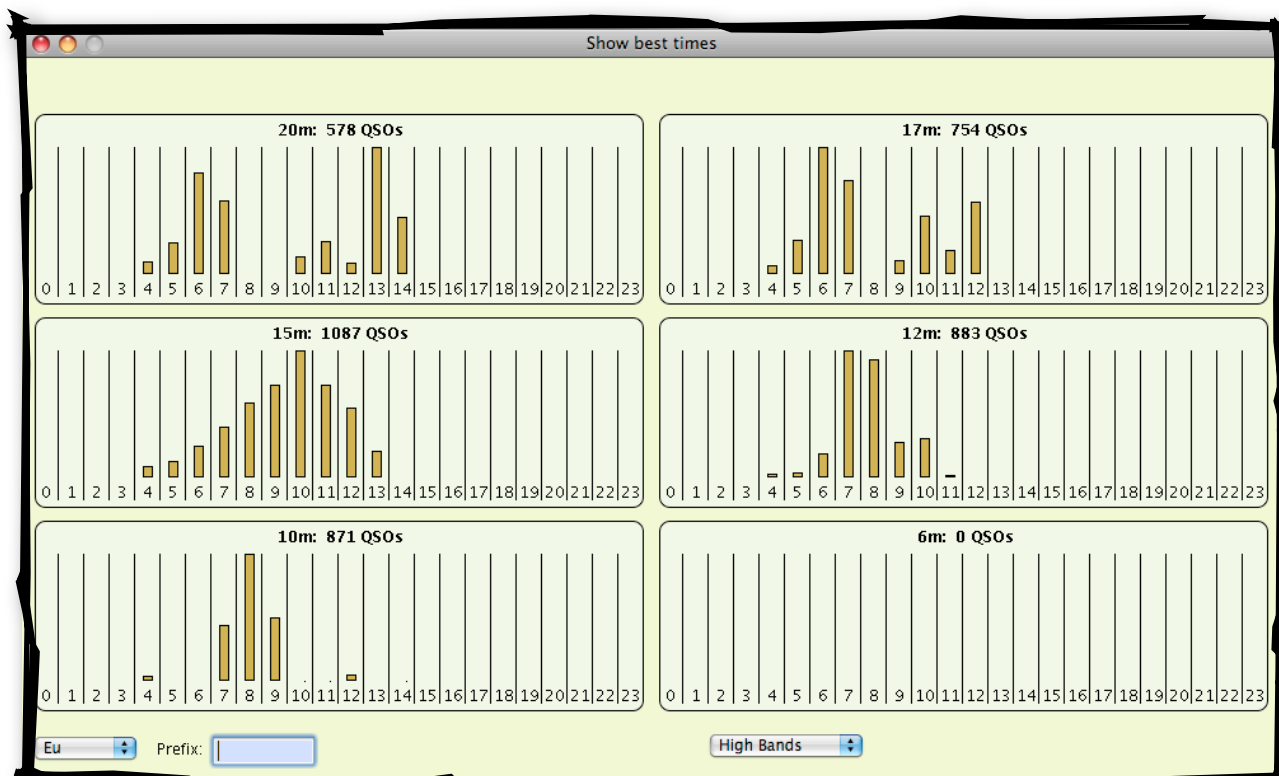 Show best times
20m: 578 QSOs
0 1 2 3 4 5 6 7 8 9 10 11 12 13 14 15 16 17 18 19 20 21 22 23
17m: 754 QSOs
0 1 2 3 4 5 6 7 8 9 10 11 12 13 14 15 16 17 18 19 20 21 22 23
15m: 1087 QSOs
0 1 2 3 4 5 6 7 8 9 10 11 12 13 14 15 16 17 18 19 20 21 22 23
12m: 883 QSOs
0 1 2 3 4 5 6 7 8 9 10 11 12 13 14 15 16 17 18 19 20 21 22 23
10m: 871 QSOs
0 1 2 3 4 5 6 7 8 9 10 11 12 13 14 15 16 17 18 19 20 21 22 23
6m: 0 QSOs
0 1 2 3 4 5 6 7 8 9 10 11 12 13 14 15 16 17 18 19 20 21 22 23
Eu Prefix: High Bands